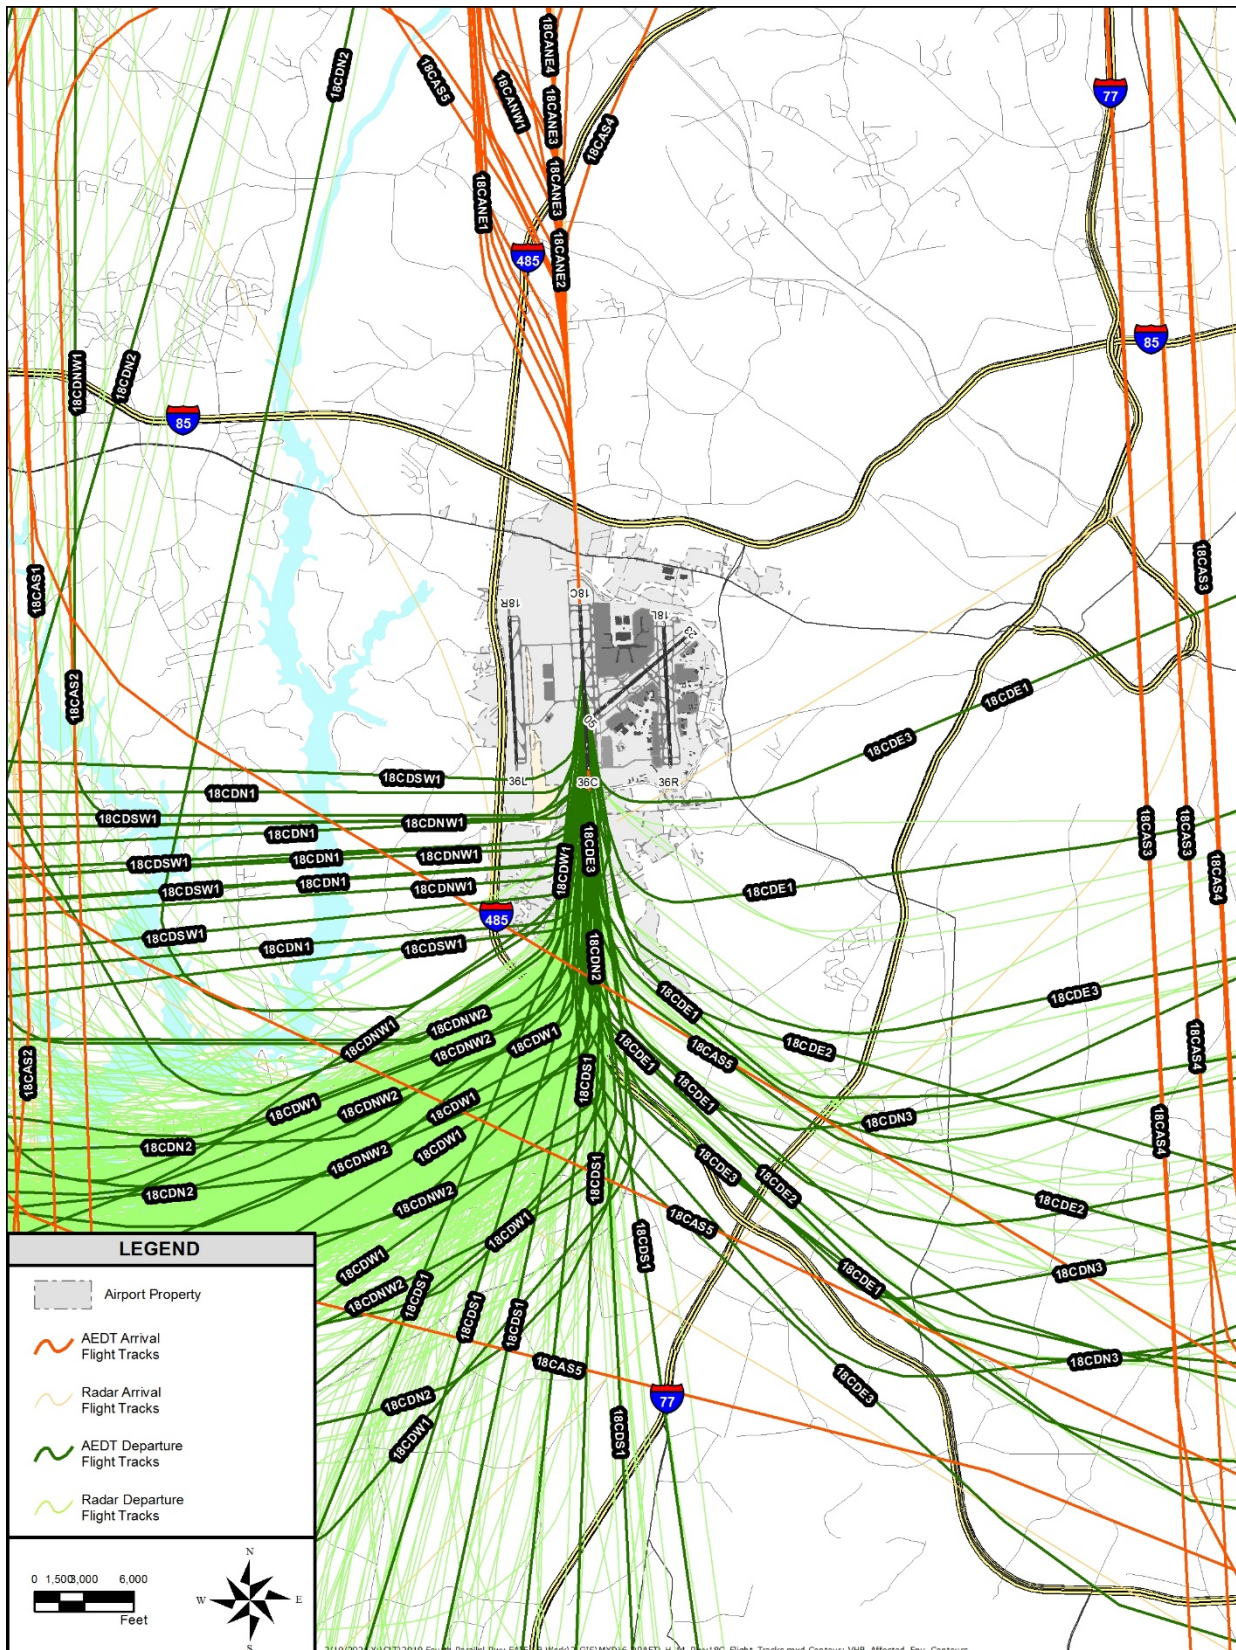 18CDN2
18CAS5
18CANW1
18CANE4
18CANE3
18CAS4
18CANE3
18CANE1
18CANE2
77
485
85
18CDNW1
18CDN2
85
18CAS1
18CAS2
18CAS3
18R
18C
18L
23
05
36L
36C
36R
18CDE1
18CDE3
18CDSW1
18CDN1
18CDSW1
18CDN1
18CDNW1
18CDSW1
18CDN1
18CDNW1
18CDSW1
18CDN1
18CDNW1
18CDW1
18CDE3
18CDE1
18CAS3
18CAS3
18CAS4
485
18CDSW1
18CDN1
18CDSW1
18CDN2
18CDE1
18CDE3
18CDNW1
18CDNW2
18CDNW2
18CDW1
18CDE1
18CAS5
18CDE2
18CAS4
18CAS2
18CDS1
18CDE1
18CDW1
18CDNW2
18CDW1
18CDN3
18CAS4
18CDN2
18CDNW2
18CDW1
18CDE3
18CDE2
18CDN2
18CDNW2
18CDS1
18CAS5
18CDE2
18CDW1
18CDS1
18CDW1
18CDNW2
18CDS1
18CDE1
18CDN3
18CDS1
18CDS1
18CAS5
18CDN3
18CDE3
18CDN2
18CDW1
18CDS1
77
LEGEND
Airport Property
AEDT Arrival
Flight Tracks
Radar Arrival
Flight Tracks
AEDT Departure
Flight Tracks
Radar Departure
Flight Tracks
0 1,500 3,000 6,000
Feet
N
W E
S